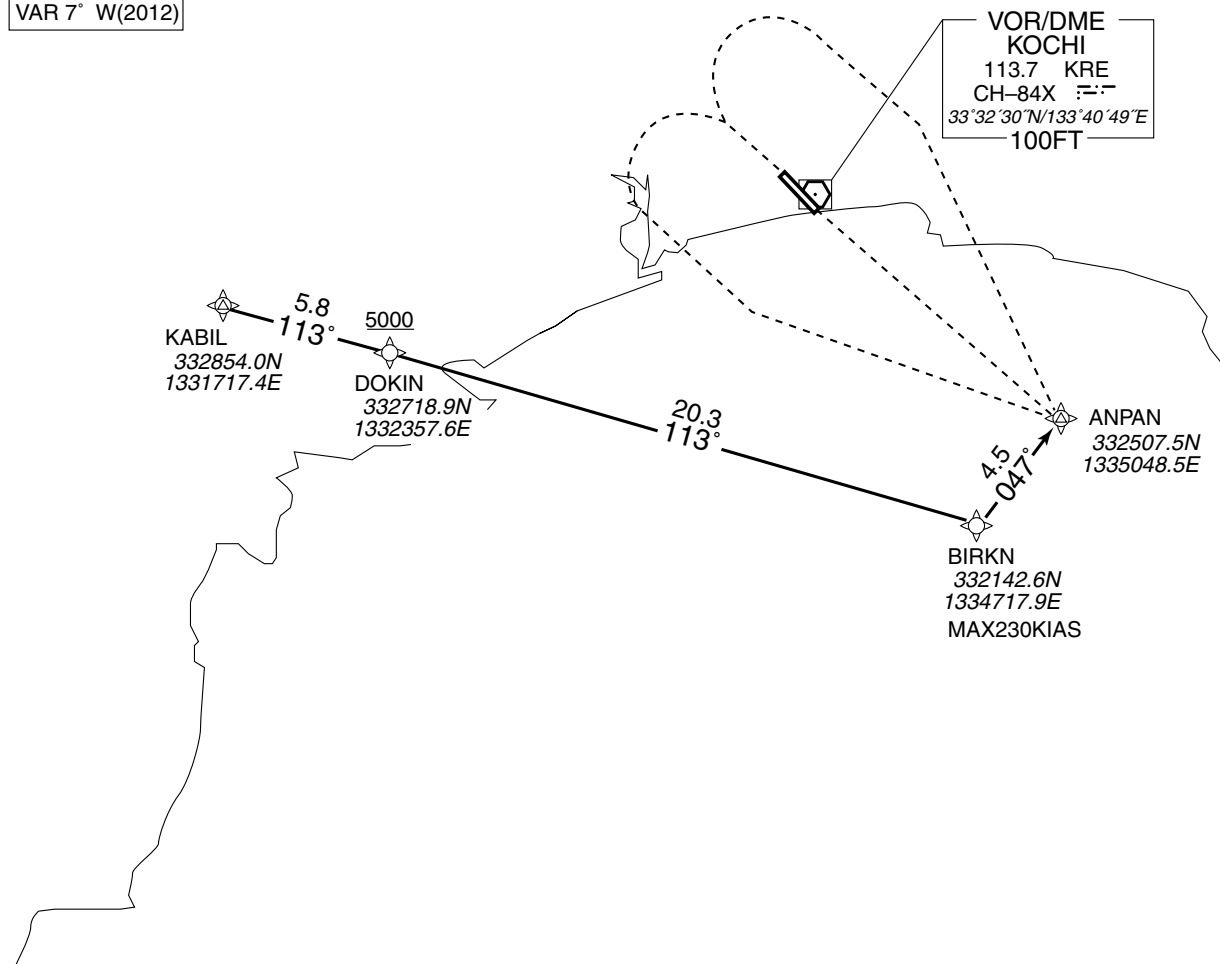 VAR 7° W(2012)
VOR/DME
KOCHI
113.7 KRE
CH–84X
33°32´30˝N/133°40´49˝E
100FT
KABIL
332854.0N
1331717.4E
5.8
113°
5000
DOKIN
332718.9N
1332357.6E
20.3
113°
ANPAN
332507.5N
1335048.5E
4.5
047°
BIRKN
332142.6N
1334717.9E
MAX230KIAS